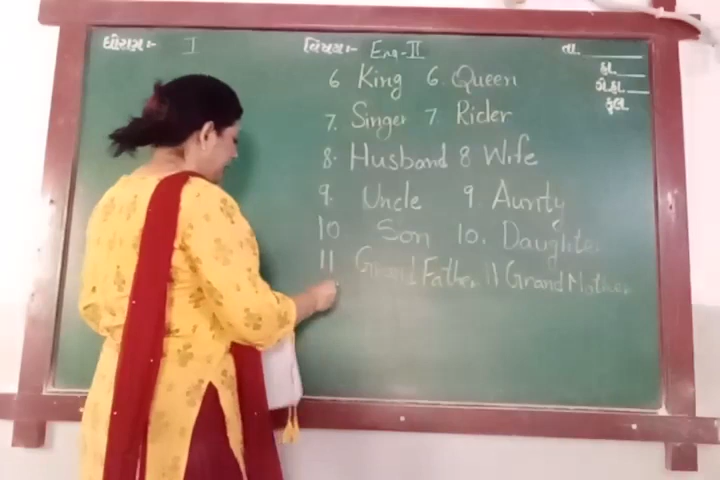 ધોરણ:- I વિષય:- Eng-II તા.
6 King 6. Queen હા.
7. Singer 7 Rider ગે.હા.
8. Husband 8 Wife કુલ.
9. Uncle 9. Aunty
10 Son 10. Daughter
11 Grand Father 11 Grand Mother